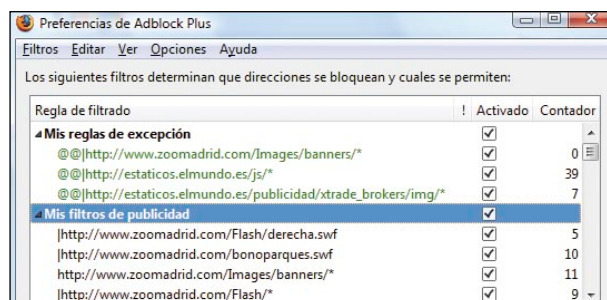 Preferencias de Adblock Plus
Filtros Editar Ver Opciones Ayuda
Los siguientes filtros determinan que direcciones se bloquean y cuales se permiten:
Regla de filtrado ! Activado Contador
Mis reglas de excepción
@@|http://www.zoomadrid.com/Images/banners/* 0
@@|http://estaticos.elmundo.es/js/* 39
@@|http://estaticos.elmundo.es/publicidad/xtrade_brokers/img/* 7
Mis filtros de publicidad
|http://www.zoomadrid.com/Flash/derecha.swf 5
|http://www.zoomadrid.com/bonoparques.swf 10
http://www.zoomadrid.com/Images/banners/* 11
|http://www.zoomadrid.com/Flash/* 9